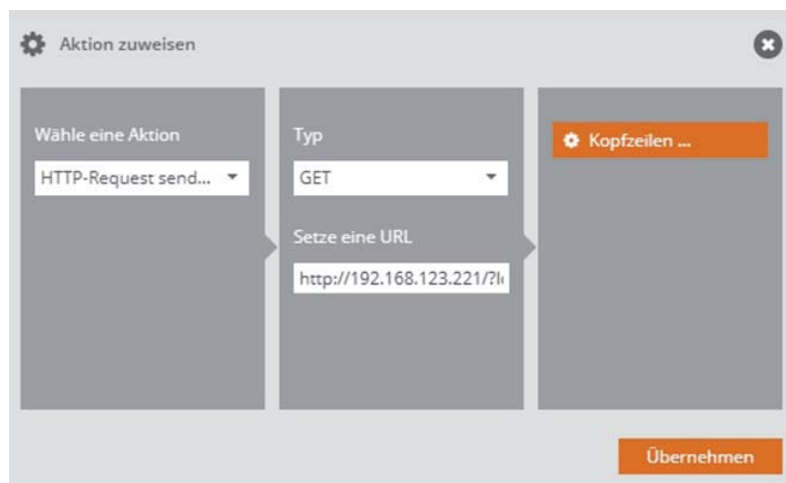 Aktion zuweisen
Wähle eine Aktion
HTTP-Request send...
Typ
GET
Setze eine URL
http://192.168.123.221/?l
Kopfzeilen ...
Übernehmen